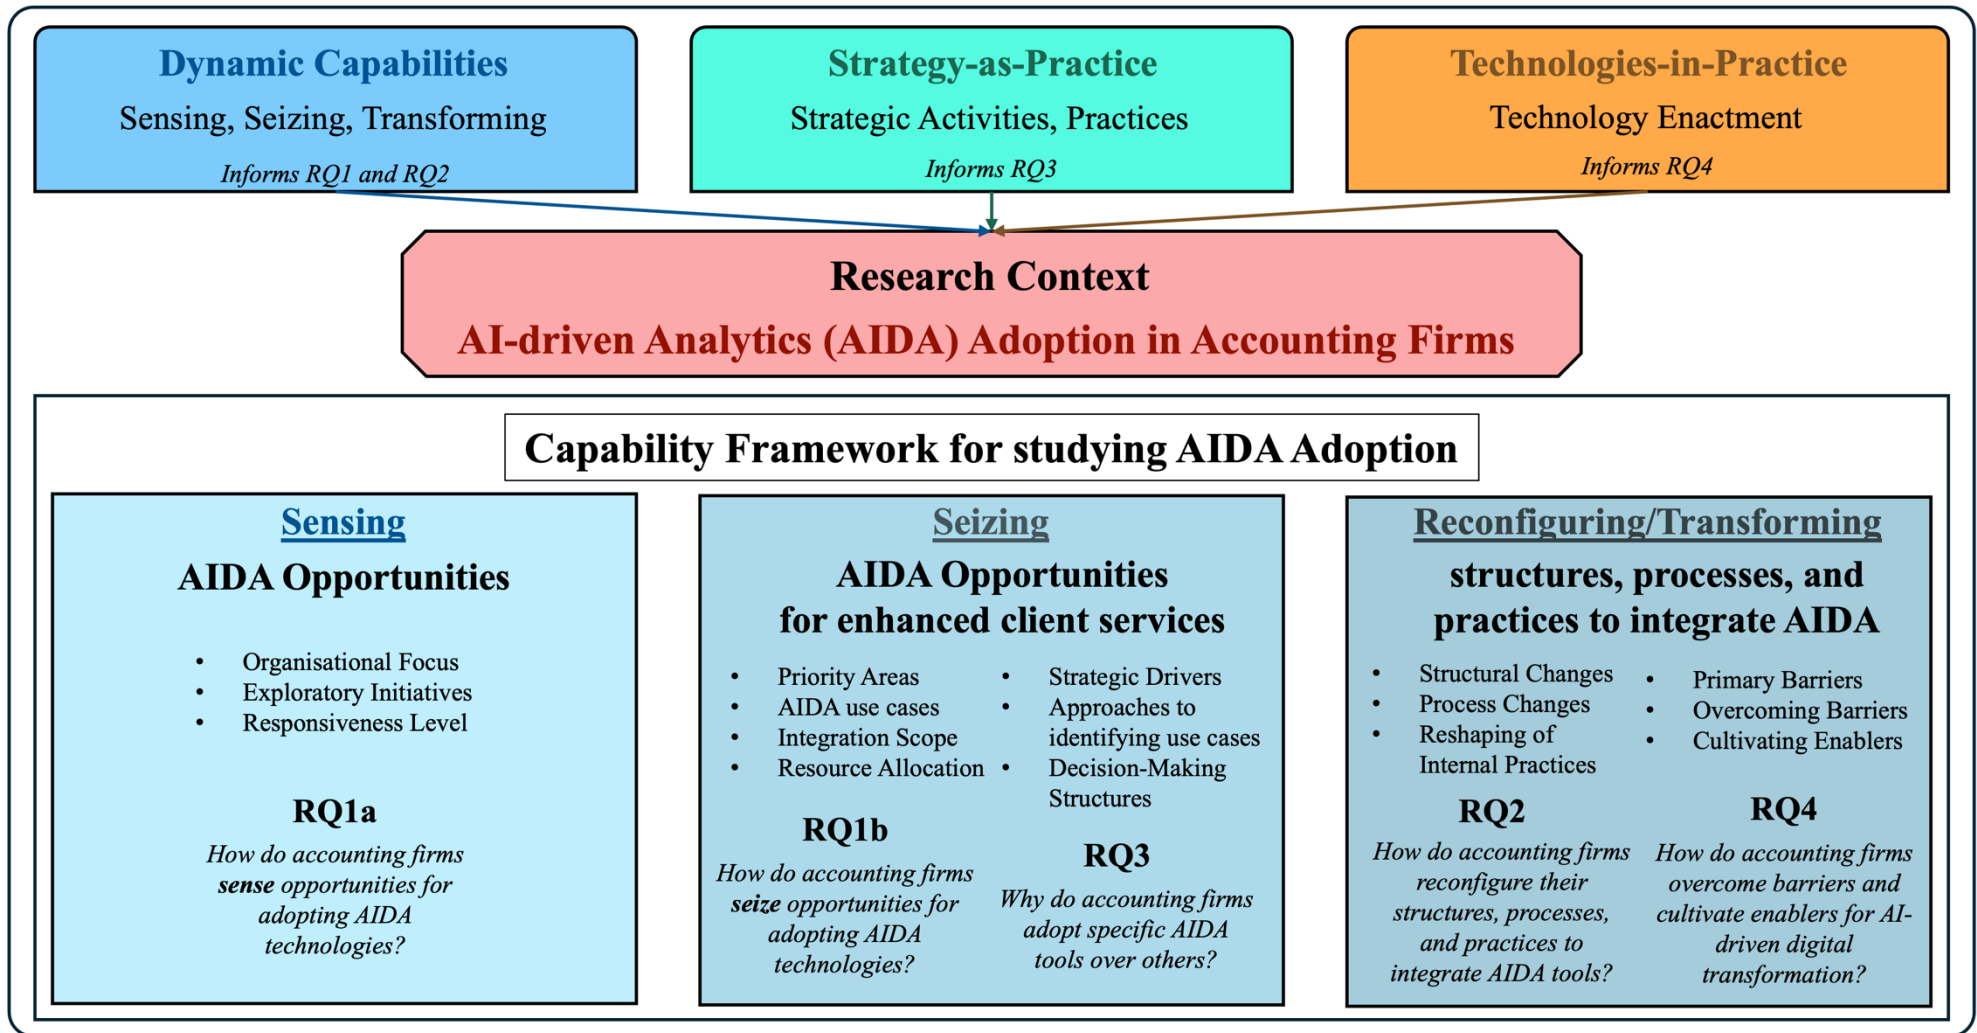 Dynamic Capabilities
Sensing, Seizing, Transforming
Informs RQ1 and RQ2
Strategy-as-Practice
Strategic Activities, Practices
Informs RQ3
Technologies-in-Practice
Technology Enactment
Informs RQ4
Research Context
AI-driven Analytics (AIDA) Adoption in Accounting Firms
Capability Framework for studying AIDA Adoption
Sensing
AIDA Opportunities
• Organisational Focus
• Exploratory Initiatives
• Responsiveness Level
RQ1a
How do accounting firms
sense opportunities for
adopting AIDA
technologies?
Seizing
AIDA Opportunities
for enhanced client services
• Priority Areas
• AIDA use cases
• Integration Scope
• Resource Allocation
RQ1b
How do accounting firms
seize opportunities for
adopting AIDA
technologies?
• Strategic Drivers
• Approaches to
identifying use cases
• Decision-Making
Structures
RQ3
Why do accounting firms
adopt specific AIDA
tools over others?
Reconfiguring/Transforming
structures, processes, and
practices to integrate AIDA
• Structural Changes
• Process Changes
• Reshaping of
Internal Practices
RQ2
How do accounting firms
reconfigure their
structures, processes,
and practices to
integrate AIDA tools?
• Primary Barriers
• Overcoming Barriers
• Cultivating Enablers
RQ4
How do accounting firms
overcome barriers and
cultivate enablers for AI-
driven digital
transformation?